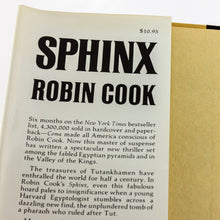 $10.95
SPHINX
ROBIN COOK
Six months on the New York Times bestseller
list, 4,300,000 sold in hardcover and paper-
back—Coma made all America conscious of
Robin Cook. Now this master of suspense
has written a spectacular new thriller set
among the fabled Egyptian pyramids and in
the Valley of the Kings.
The treasures of Tutankhamen have
enthralled the world for half a century. In
Robin Cook's Sphinx, even this fabulous
hoard pales to insignificance when a young
Harvard Egyptologist stumbles across a
dazzling new find, the undisturbed tomb of
a pharaoh who ruled after Tut.